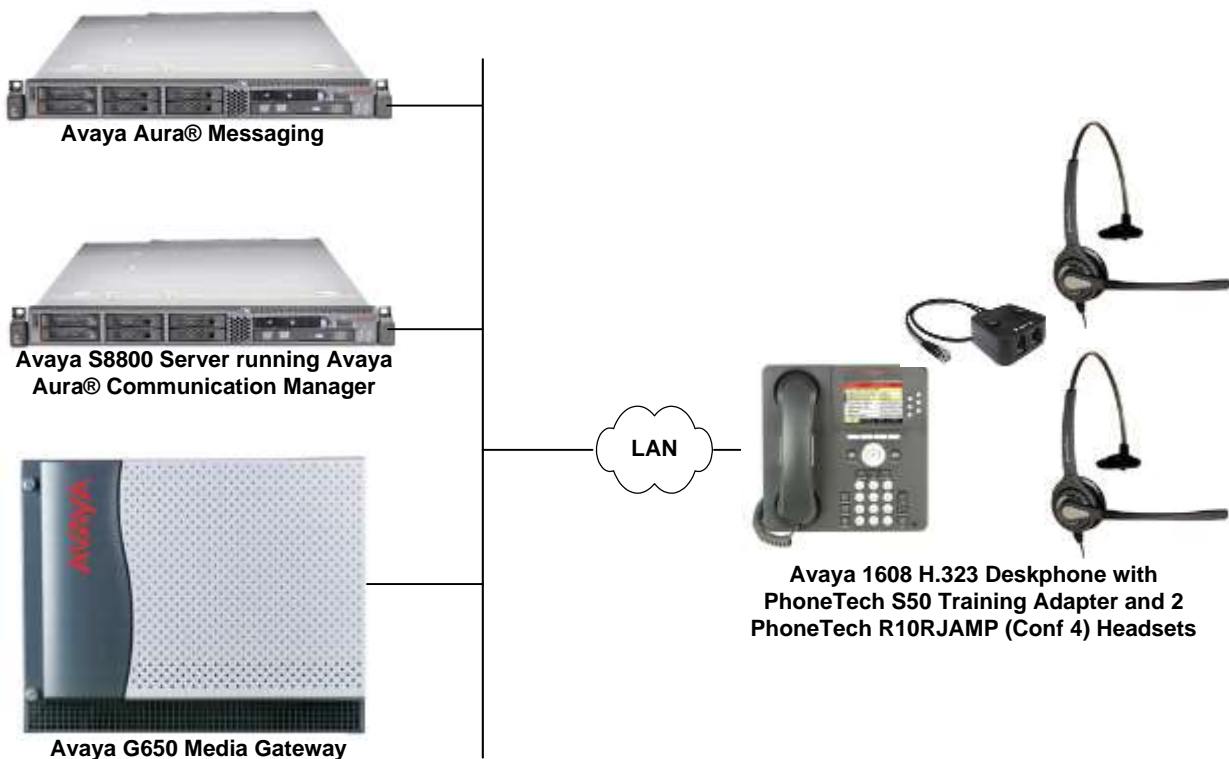 Avaya Aura® Messaging
Avaya S8800 Server running Avaya
Aura® Communication Manager
AVAYA
Avaya G650 Media Gateway
LAN
Avaya 1608 H.323 Deskphone with
PhoneTech S50 Training Adapter and 2
PhoneTech R10RJAMP (Conf 4) Headsets